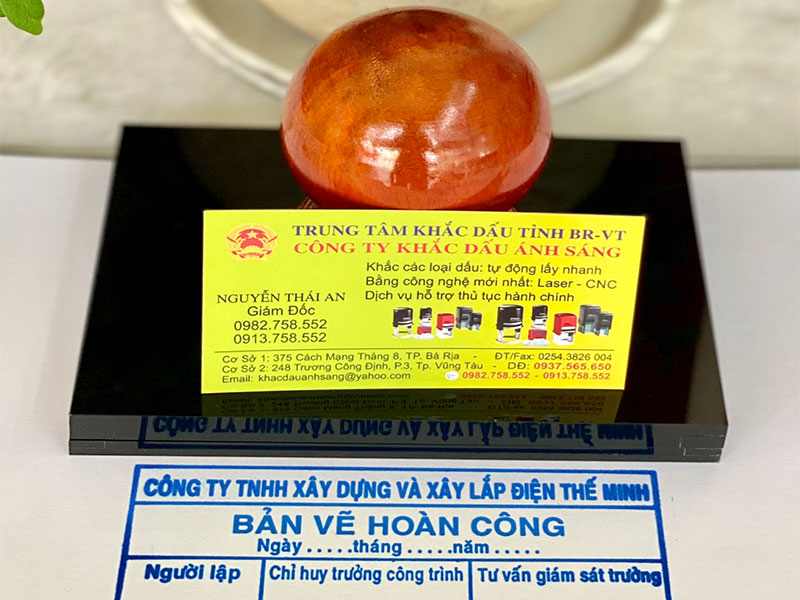 TRUNG TÂM KHẮC DẤU TỈNH BR-VT
CÔNG TY KHẮC DẤU ÁNH SÁNG
Khắc các loại dấu: tự động lấy nhanh
Bằng công nghệ mới nhất: Laser - CNC
Dịch vụ hỗ trợ thủ tục hành chính
NGUYỄN THÁI AN
Giám Đốc
0982.758.552
0913.758.552
Cơ Sở 1: 375 Cách Mạng Tháng 8, TP. Bà Rịa - ĐT/Fax: 0254.3826 004
Cơ Sở 2: 248 Trương Công Định, P.3, Tp. Vũng Tàu - DĐ: 0937.565.650
Email: khacdauanhsang@yahoo.com 0982.758.552 - 0913.758.552
CÔNG TY TNHH XÂY DỰNG VÀ XÂY LẮP ĐIỆN THẾ MINH
BẢN VẼ HOÀN CÔNG
Ngày.....tháng.....năm.....
Người lập
Chỉ huy trưởng công trình
Tư vấn giám sát trưởng